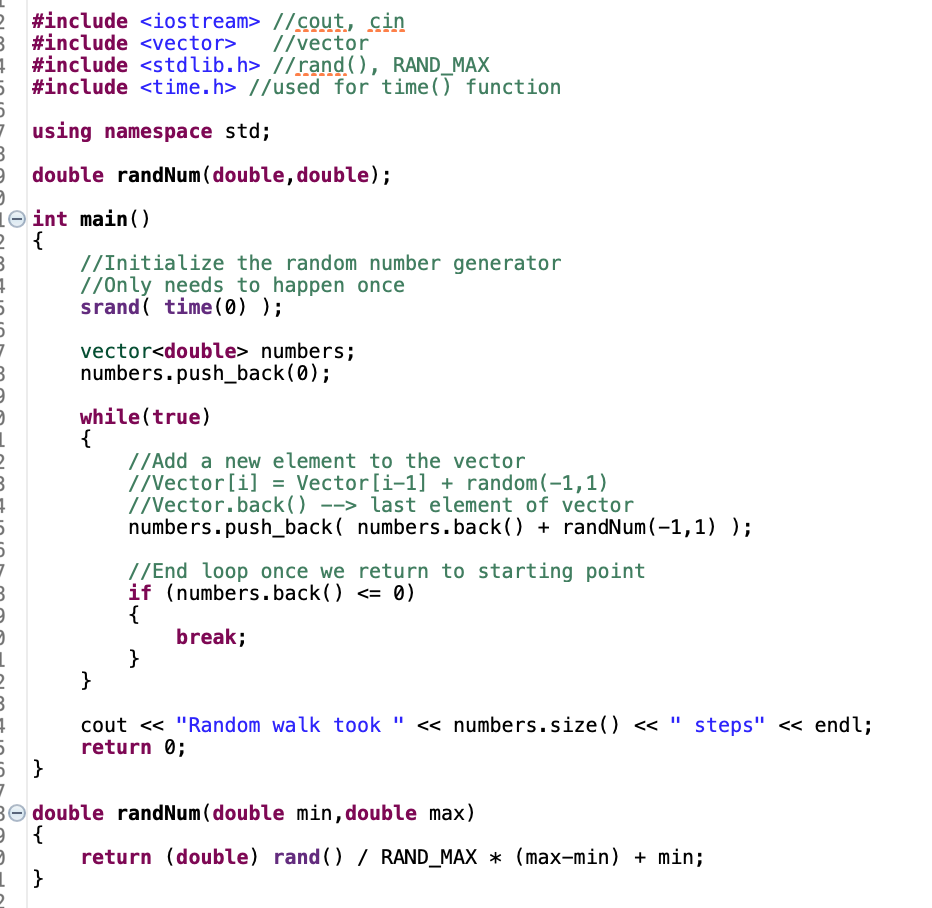 #include <iostream> //cout, cin
#include <vector>   //vector
#include <stdlib.h> //rand(), RAND_MAX
#include <time.h> //used for time() function

using namespace std;

double randNum(double,double);

int main()
{
    //Initialize the random number generator
    //Only needs to happen once
    srand( time(0) );

    vector<double> numbers;
    numbers.push_back(0);

    while(true)
    {
        //Add a new element to the vector
        //Vector[i] = Vector[i-1] + random(-1,1)
        //Vector.back() --> last element of vector
        numbers.push_back( numbers.back() + randNum(-1,1) );

        //End loop once we return to starting point
        if (numbers.back() <= 0)
        {
            break;
        }
    }

    cout << "Random walk took " << numbers.size() << " steps" << endl;
    return 0;
}

double randNum(double min,double max)
{
    return (double) rand() / RAND_MAX * (max-min) + min;
}